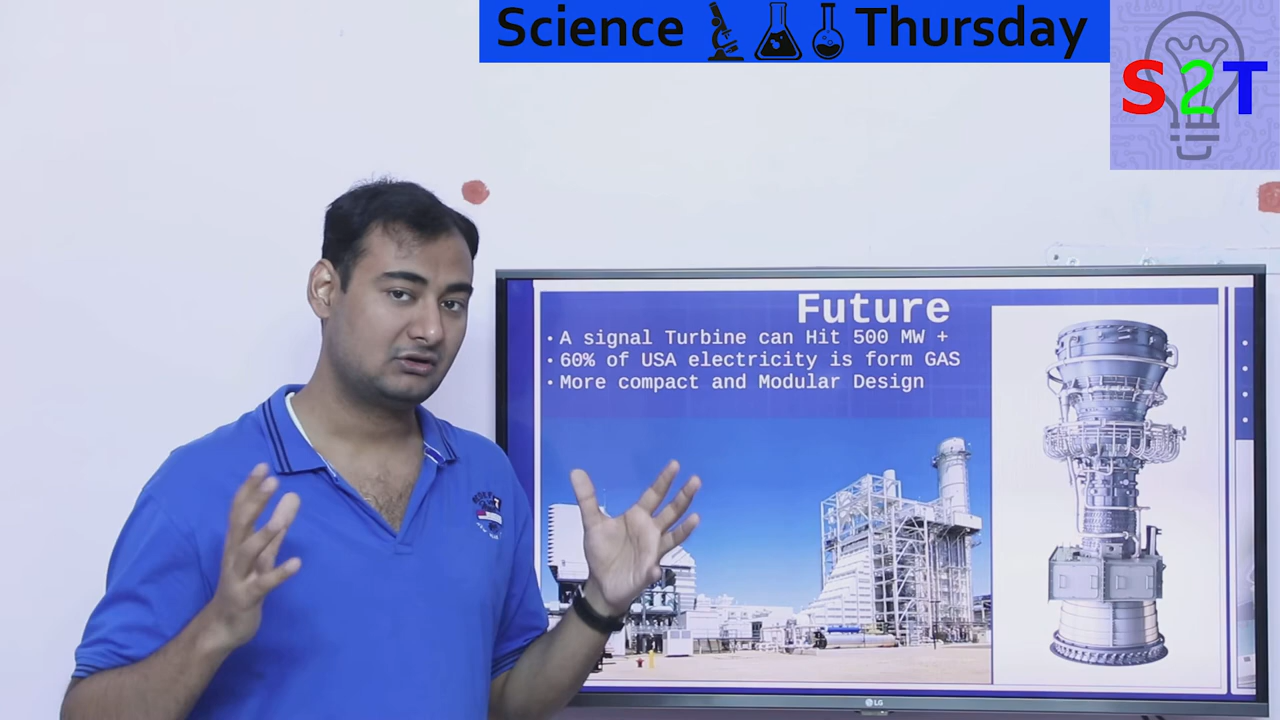 Science Thursday
S2T
Future
• A signal Turbine can Hit 500 MW +
• 60% of USA electricity is form GAS
• More compact and Modular Design
LG